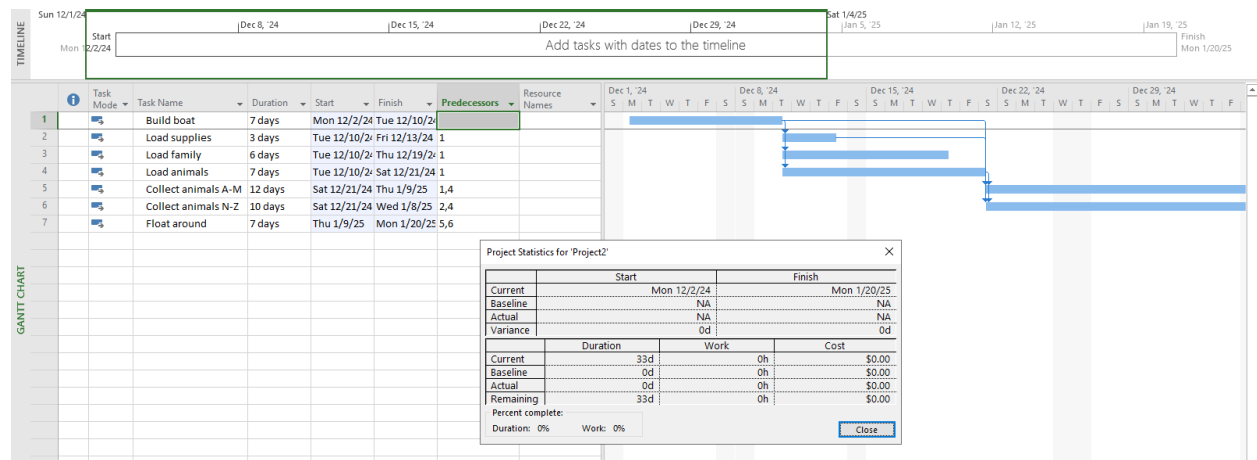 TIMELINE
Sun 12/1/24 Sat 1/4/25
Dec 8, '24 Dec 15, '24 Dec 22, '24 Dec 29, '24 Jan 5, '25 Jan 12, '25 Jan 19, '25
Start Finish
Mon 12/2/24 Add tasks with dates to the timeline Mon 1/20/25
GANTT CHART
Task Mode Task Name Duration Start Finish Predecessors Resource Names
Dec 1, '24 Dec 8, '24 Dec 15, '24 Dec 22, '24 Dec 29, '24
S M T W T F S S M T W T F S S M T W T F S S M T W T F S S M T W T F
1 Build boat 7 days Mon 12/2/24 Tue 12/10/24
2 Load supplies 3 days Tue 12/10/24 Fri 12/13/24 1
3 Load family 6 days Tue 12/10/24 Thu 12/19/24 1
4 Load animals 7 days Tue 12/10/24 Sat 12/21/24 1
5 Collect animals A-M 12 days Sat 12/21/24 Thu 1/9/25 1,4
6 Collect animals N-Z 10 days Sat 12/21/24 Wed 1/8/25 2,4
7 Float around 7 days Thu 1/9/25 Mon 1/20/25 5,6
Project Statistics for 'Project2'
Start Finish
Current Mon 12/2/24 Mon 1/20/25
Baseline NA NA
Actual NA NA
Variance 0d 0d
Duration Work Cost
Current 33d 0h $0.00
Baseline 0d 0h $0.00
Actual 0d 0h $0.00
Remaining 33d 0h $0.00
Percent complete:
Duration: 0% Work: 0% Close